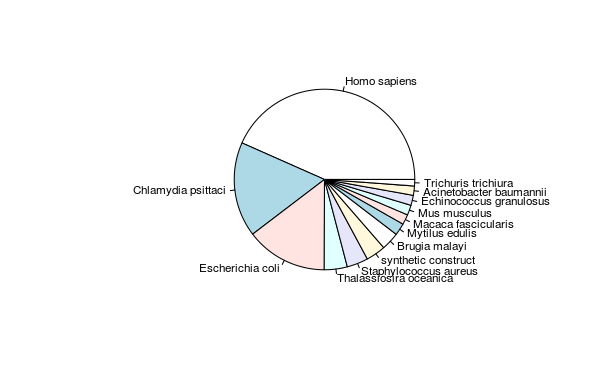 Homo sapiens
Chlamydia psittaci
Escherichia coli
Thalassiosira oceanica
Staphylococcus aureus
synthetic construct
Brugia malayi
Mytilus edulis
Macaca fascicularis
Mus musculus
Echinococcus granulosus
Acinetobacter baumannii
Trichuris trichiura